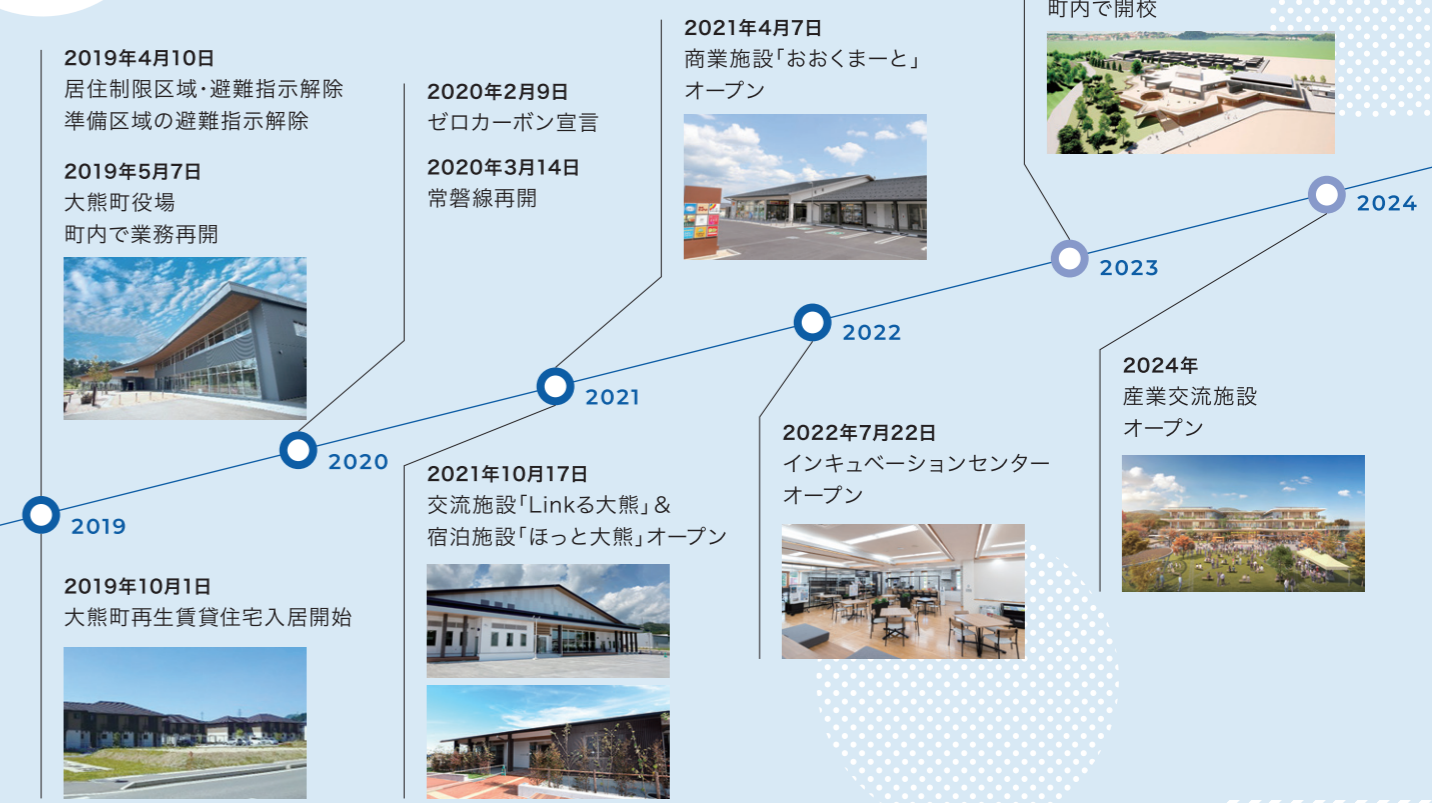 2019年4月10日
居住制限区域・避難指示解除
準備区域の避難指示解除
2019年5月7日
大熊町役場
町内で業務再開
2020年2月9日
ゼロカーボン宣言
2020年3月14日
常磐線再開
2021年4月7日
商業施設「おおくまーと」
オープン
町内で開校
2019
2020
2021
2022
2023
2024
2019年10月1日
大熊町再生賃貸住宅入居開始
2021年10月17日
交流施設「Linkる大熊」&
宿泊施設「ほっと大熊」オープン
2022年7月22日
インキュベーションセンター
オープン
2024年
産業交流施設
オープン